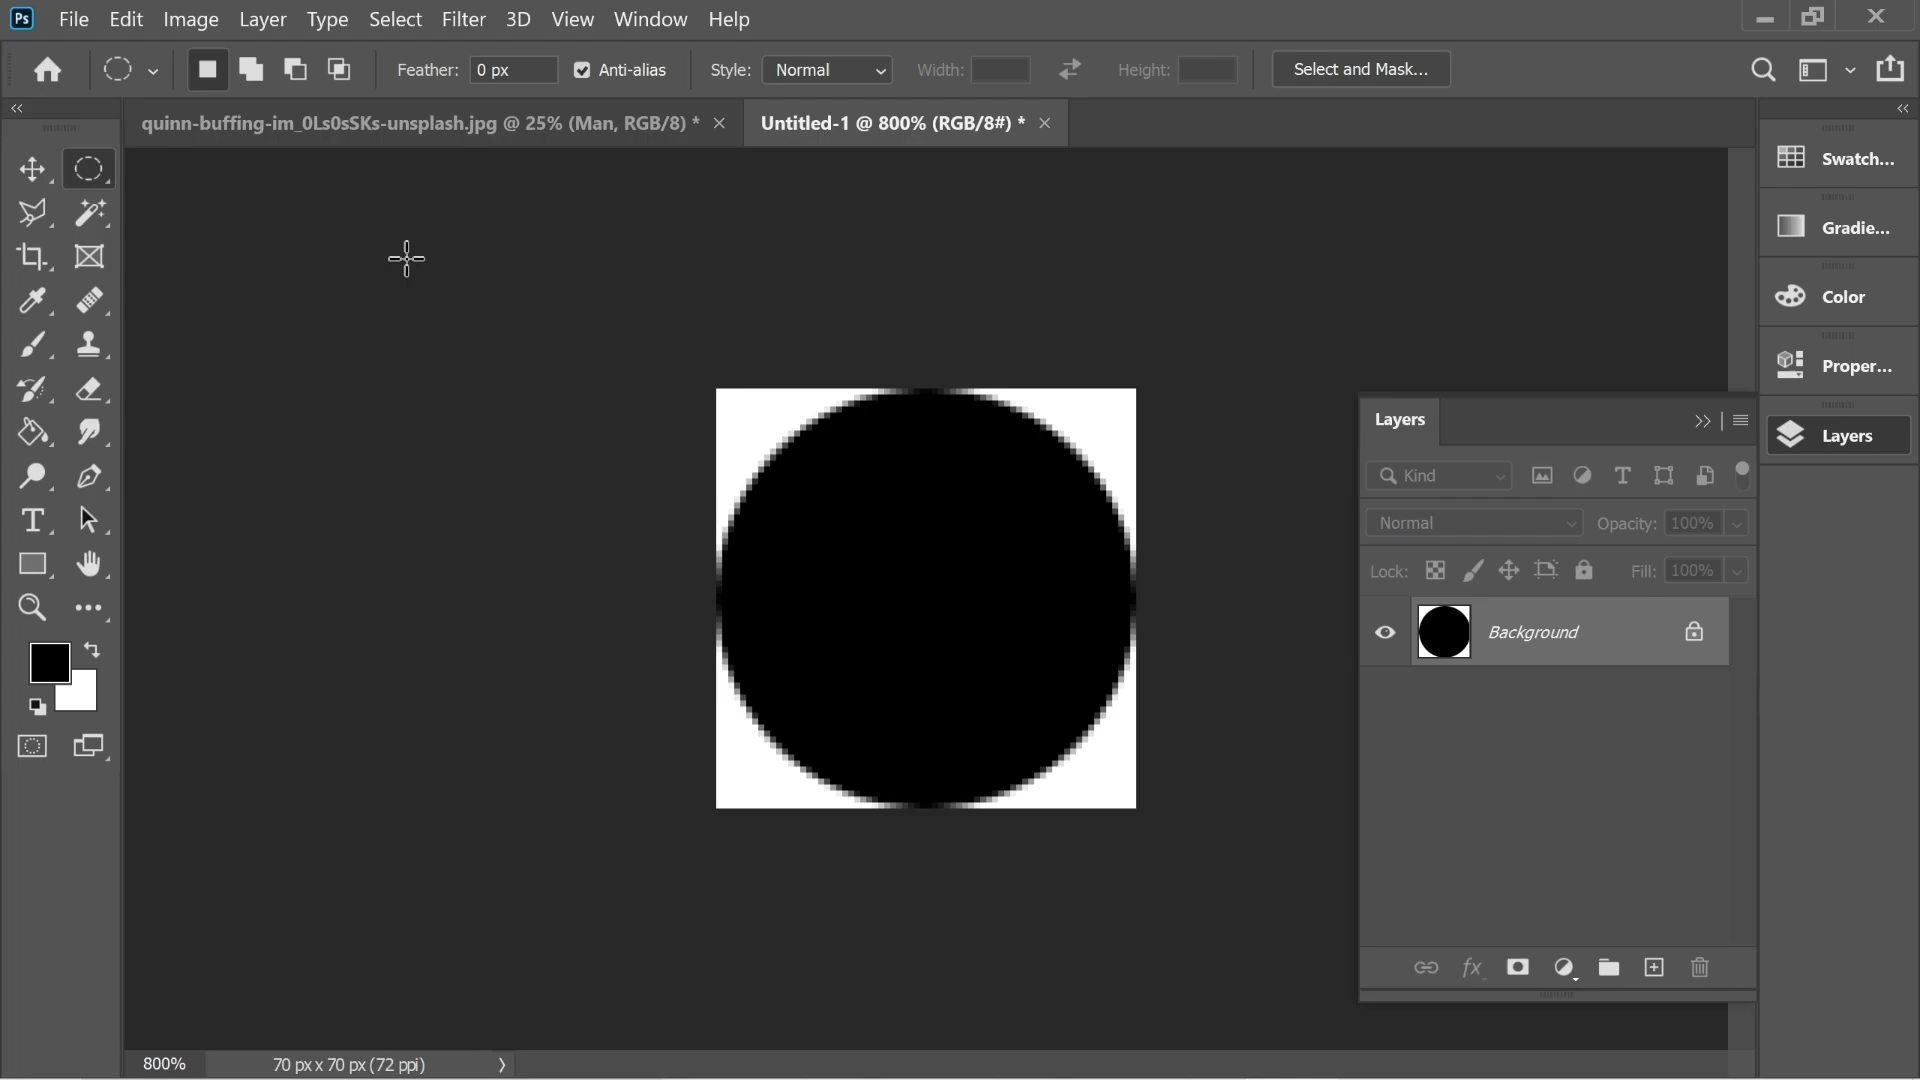 Ps File Edit Image Layer Type Select Filter 3D View Window Help
Feather: 0 px Anti-alias Style: Normal Width: Height: Select and Mask...
quinn-buffing-im_0Ls0sSKs-unsplash.jpg @ 25% (Man, RGB/8) * × Untitled-1 @ 800% (RGB/8#) * ×
Swatch...
Gradie...
Color
Proper...
Layers
Layers
Kind
Normal Opacity: 100%
Lock: Fill: 100%
Background
fx
800% 70 px x 70 px (72 ppi)